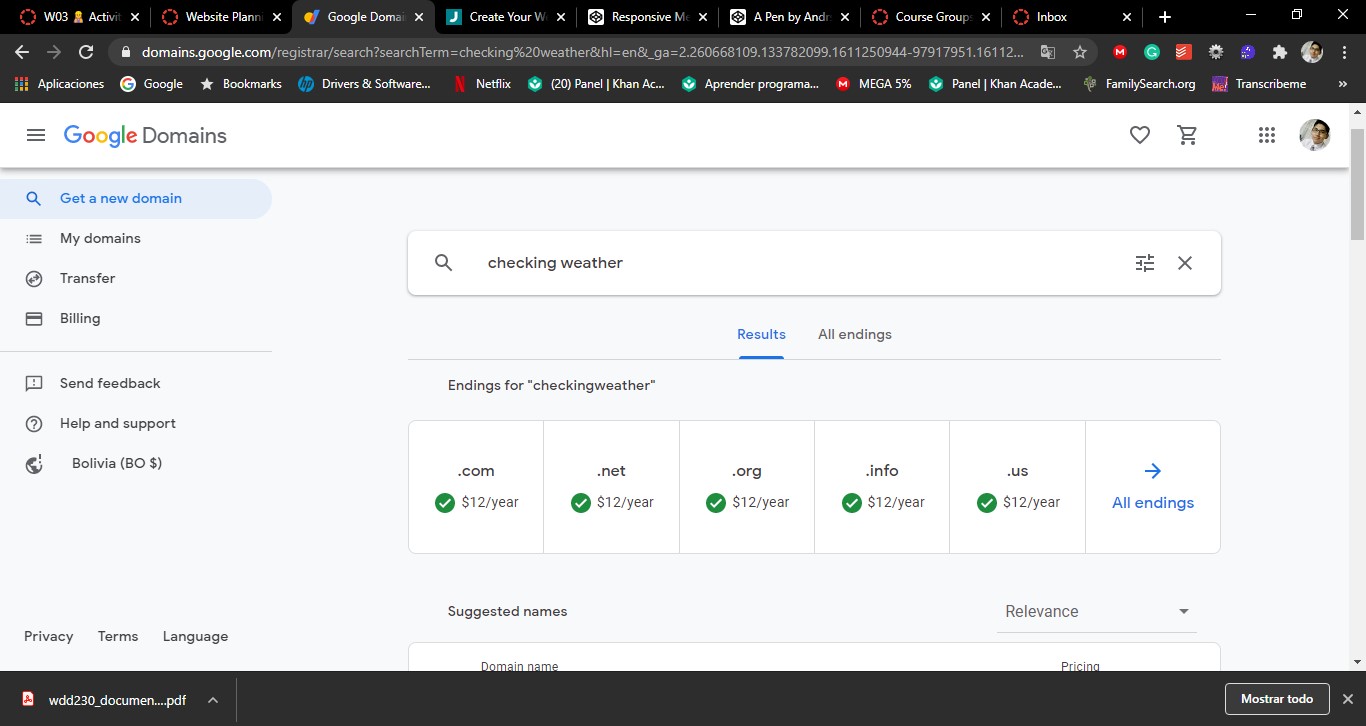 W03 Activit
Website Planni
Google Domai
Create Your W
Responsive Me
A Pen by Andr
Course Groups
Inbox
domains.google.com/registrar/search?searchTerm=checking%20weather&hl=en&_ga=2.260668109.133782099.1611250944-97917951.16112...
Aplicaciones
Google
Bookmarks
Drivers & Software...
Netflix
(20) Panel | Khan Ac...
Aprender programa...
MEGA 5%
Panel | Khan Acade...
FamilySearch.org
Transcribeme
»
Google Domains
Get a new domain
My domains
Transfer
Billing
Send feedback
Help and support
Bolivia (BO $)
Privacy Terms Language
checking weather
Results All endings
Endings for "checkingweather"
.com .net .org .info .us
$12/year $12/year $12/year $12/year $12/year All endings
Suggested names
Relevance
Domain name Pricing
wdd230_documen....pdf
Mostrar todo